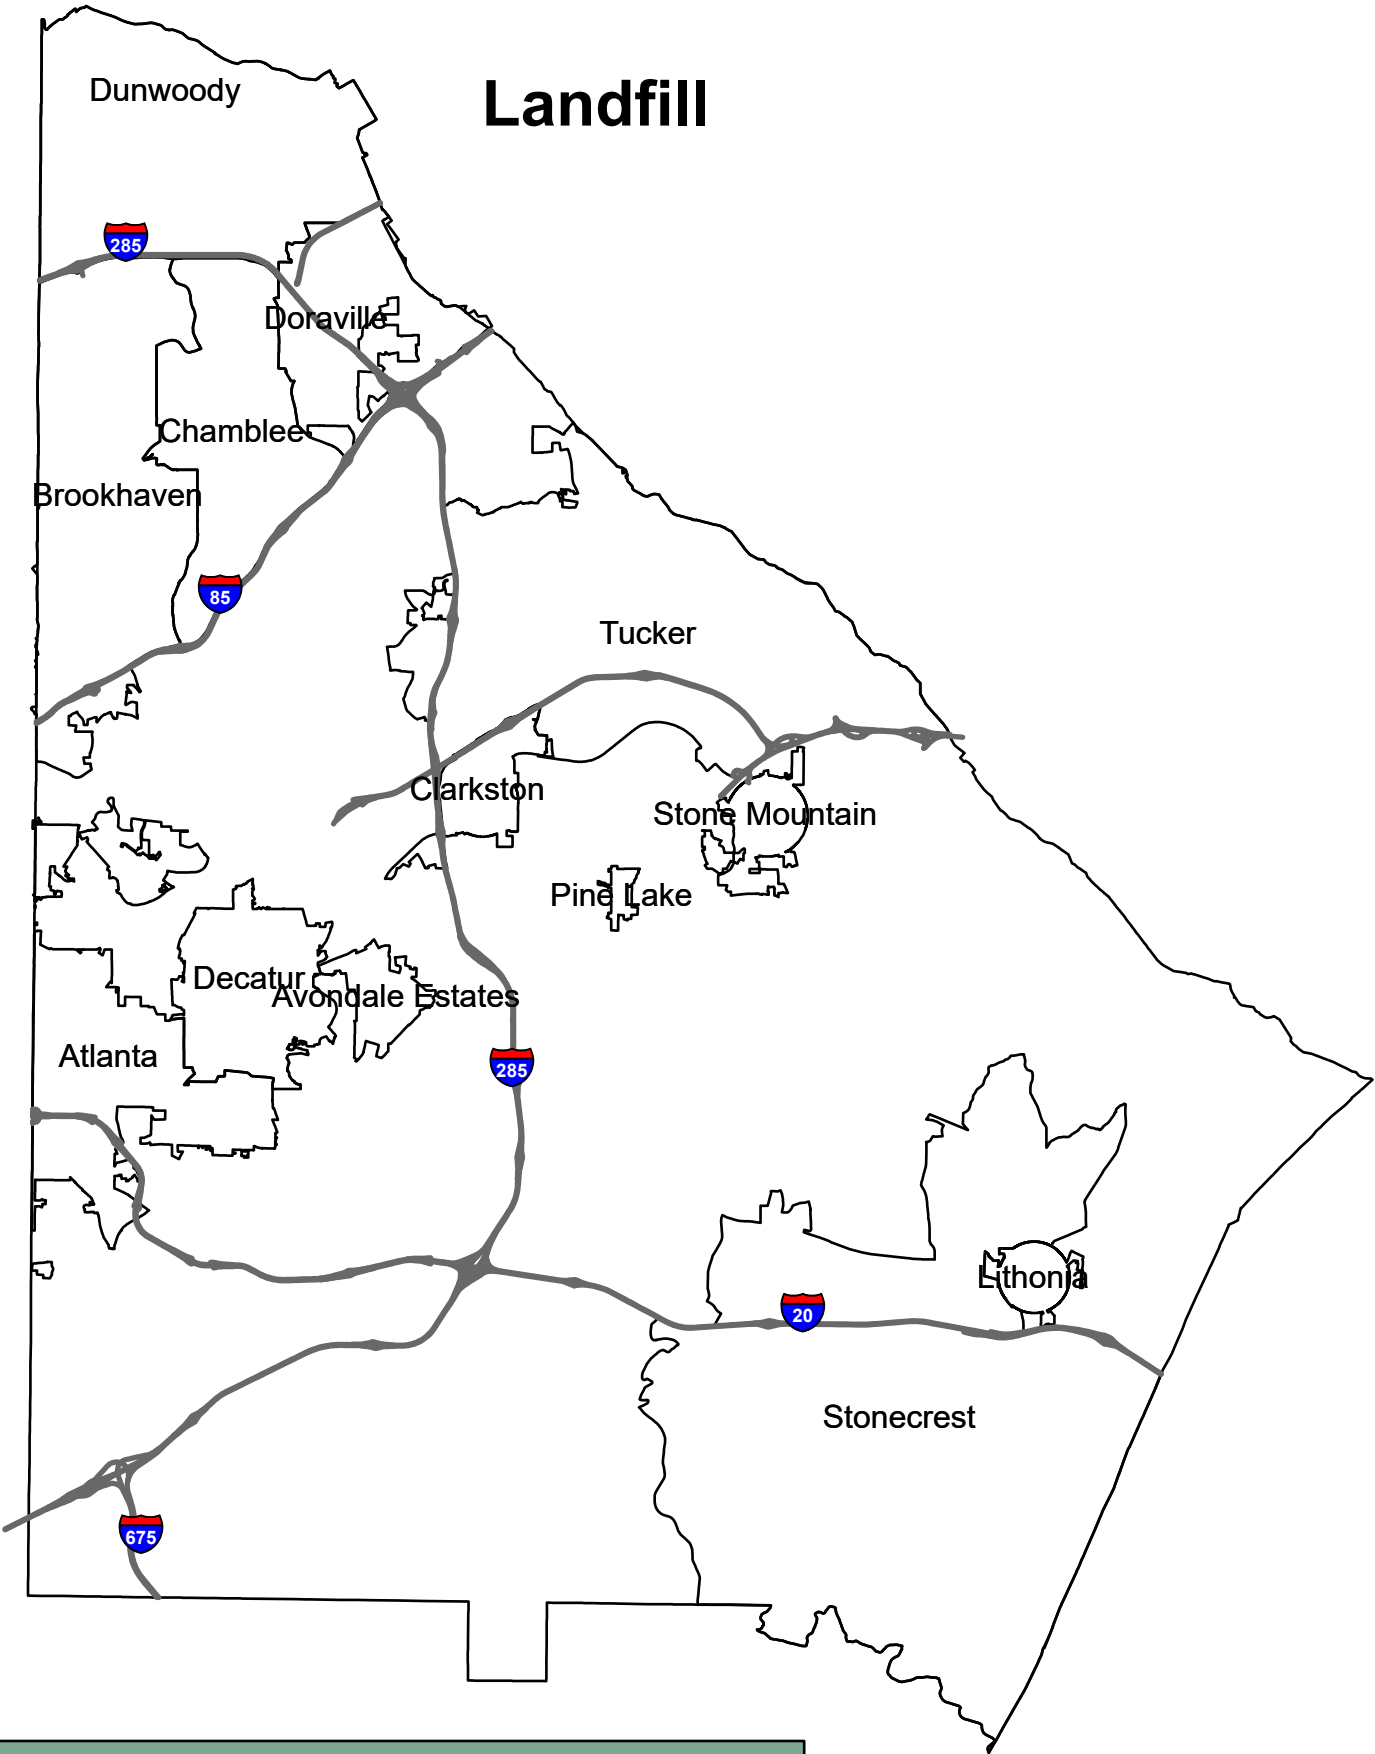 Dunwoody
Landfill
285
Doraville
Chamblee
Brookhaven
85
Tucker
Clarkston
Stone Mountain
Pine Lake
Decatur
Avondale Estates
Atlanta
285
Lithonia
20
Stonecrest
675